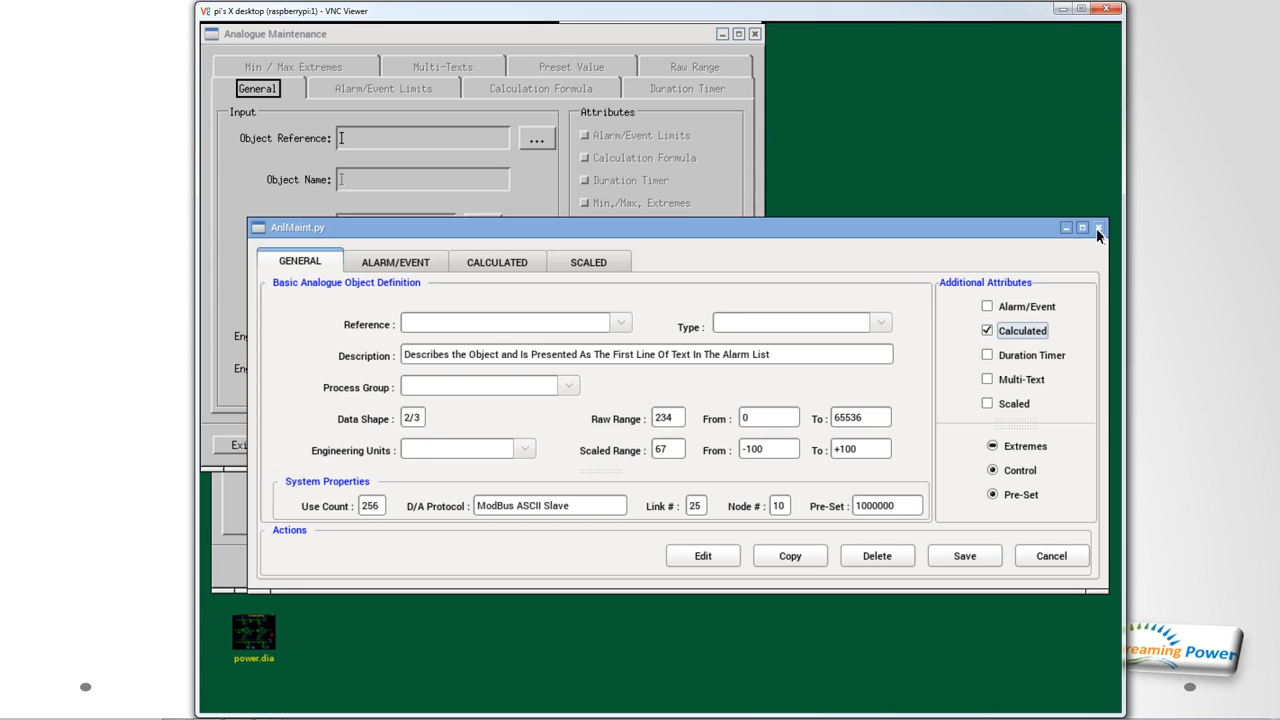 pi's X desktop (raspberrypi:1) - VNC Viewer
Analogue Maintenance
Min / Max Extremes
Multi-Texts
Preset Value
Raw Range
General
Alarm/Event Limits
Calculation Formula
Duration Timer
Input
Attributes
Object Reference:
...
Alarm/Event Limits
Calculation Formula
Object Name:
Duration Timer
Min./Max. Extremes
AnlMaint.py
GENERAL
ALARM/EVENT
CALCULATED
SCALED
Basic Analogue Object Definition
Additional Attributes
Reference :
Type :
Alarm/Event
Calculated
Description : Describes the Object and Is Presented As The First Line Of Text In The Alarm List
Duration Timer
Process Group :
Multi-Text
Scaled
Data Shape : 2/3
Raw Range : 234 From : 0 To : 65536
Engineering Units :
Scaled Range : 67 From : -100 To : +100
Extremes
Control
Pre-Set
System Properties
Use Count : 256 D/A Protocol : ModBus ASCII Slave Link # : 25 Node # : 10 Pre-Set : 1000000
Actions
Edit
Copy
Delete
Save
Cancel
power.dia
reaming Power